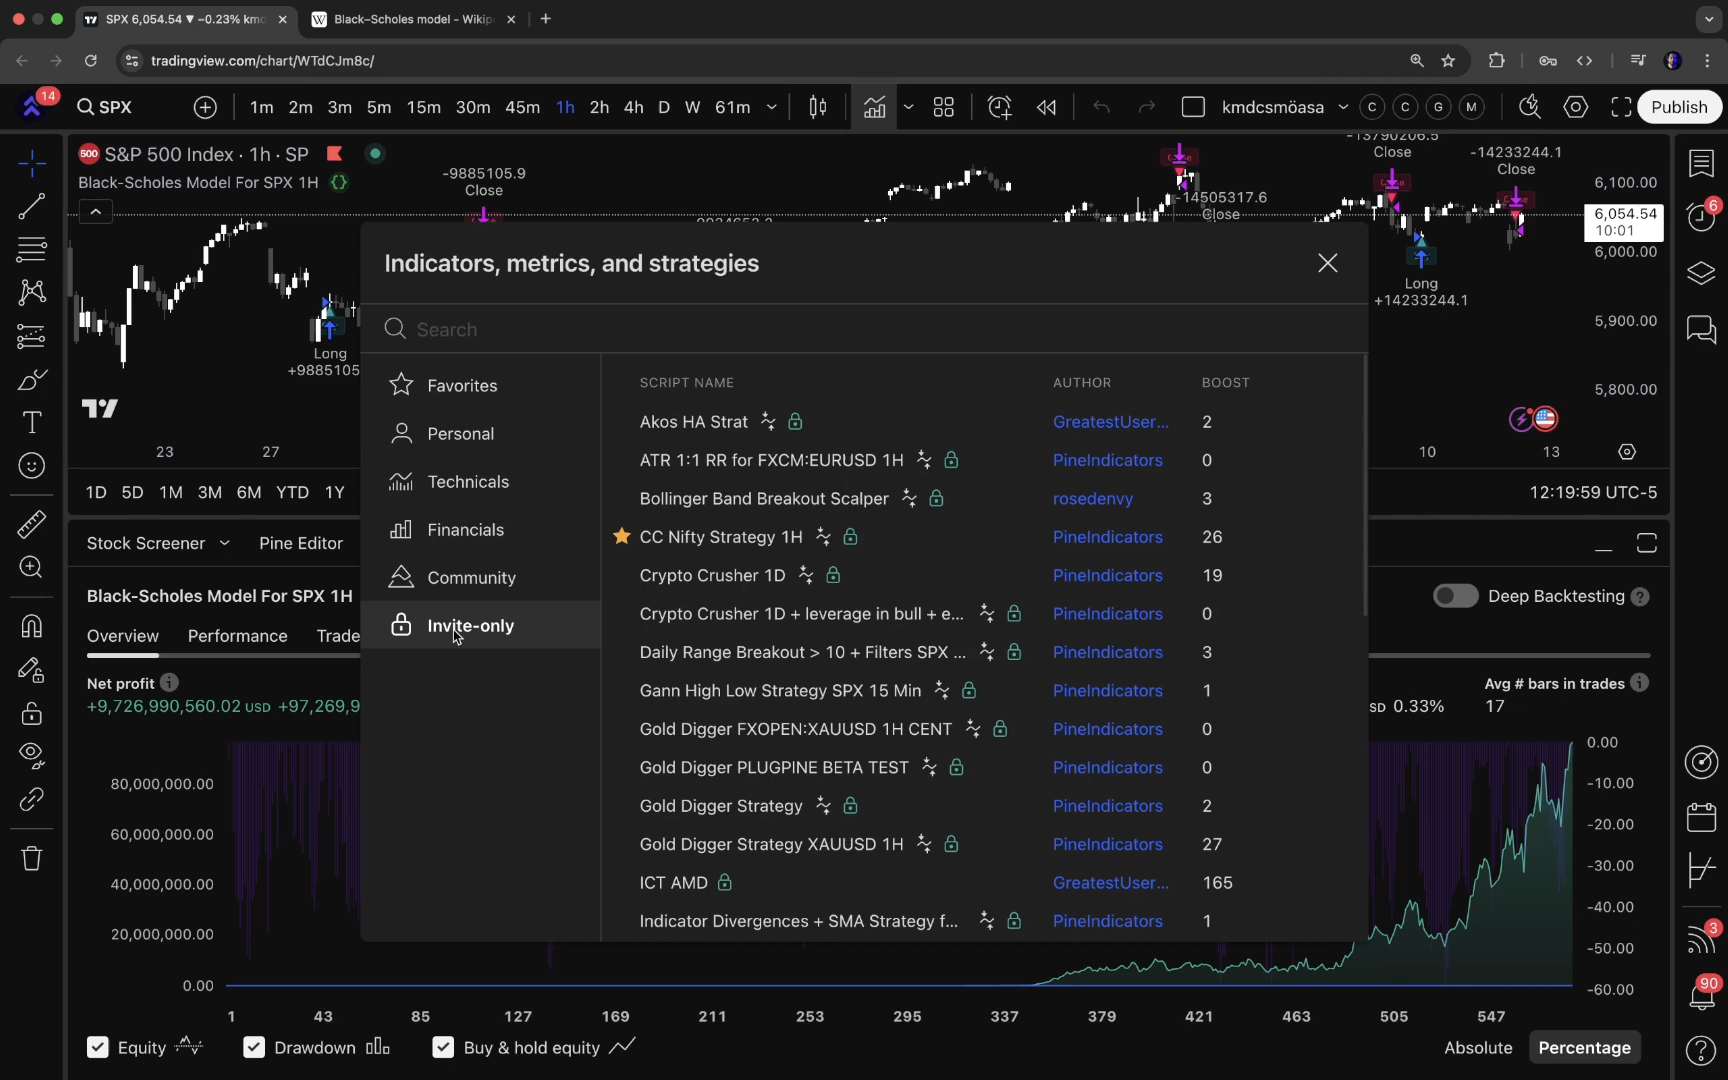 SPX 6,054.54 ▼ −0.23% kmc
Black–Scholes model - Wikip
tradingview.com/chart/WTdCJm8c/
14
SPX
1m 2m 3m 5m 15m 30m 45m 1h 2h 4h D W 61m
kmdcsmöasa
C C G M
Publish
500 S&P 500 Index · 1h · SP
Black-Scholes Model For SPX 1H
-9885105.9
Close
-14505317.6
Close
Close
-14233244.1
Close
6,100.00
6,054.54
10:01
6,000.00
5,900.00
5,800.00
6
Long
+9885105
Long
+14233244.1
Indicators, metrics, and strategies
Search
Favorites
Personal
Technicals
Financials
Community
Invite-only
SCRIPT NAME AUTHOR BOOST
Akos HA Strat GreatestUser... 2
ATR 1:1 RR for FXCM:EURUSD 1H PineIndicators 0
Bollinger Band Breakout Scalper rosedenvy 3
CC Nifty Strategy 1H PineIndicators 26
Crypto Crusher 1D PineIndicators 19
Crypto Crusher 1D + leverage in bull + e... PineIndicators 0
Daily Range Breakout > 10 + Filters SPX ... PineIndicators 3
Gann High Low Strategy SPX 15 Min PineIndicators 1
Gold Digger FXOPEN:XAUUSD 1H CENT PineIndicators 0
Gold Digger PLUGPINE BETA TEST PineIndicators 0
Gold Digger Strategy PineIndicators 2
Gold Digger Strategy XAUUSD 1H PineIndicators 27
ICT AMD GreatestUser... 165
Indicator Divergences + SMA Strategy f... PineIndicators 1
23 27
10 13
1D 5D 1M 3M 6M YTD 1Y
12:19:59 UTC-5
Stock Screener Pine Editor
Black-Scholes Model For SPX 1H
Deep Backtesting
Overview Performance Trade
Net profit
+9,726,990,560.02 USD +97,269,9
SD 0.33%
Avg # bars in trades
17
80,000,000.00
60,000,000.00
40,000,000.00
20,000,000.00
0.00
0.00
-10.00
-20.00
-30.00
-40.00
-50.00
-60.00
3
90
1 43 85 127 169 211 253 295 337 379 421 463 505 547
Equity Drawdown Buy & hold equity
Absolute Percentage